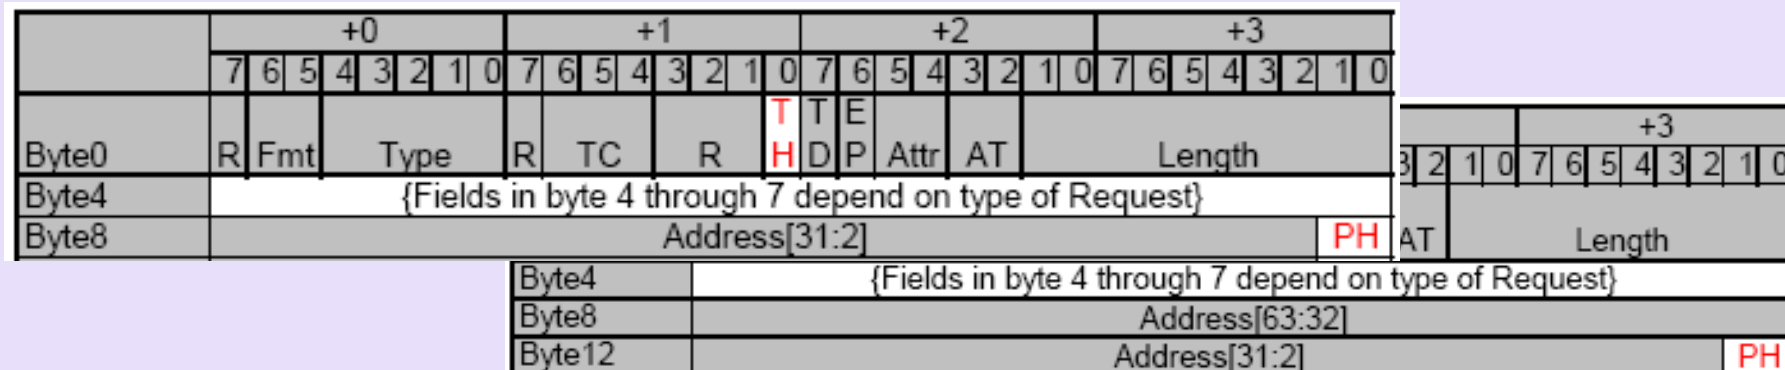 +0 +1 +2 +3
7 6 5 4 3 2 1 0 7 6 5 4 3 2 1 0 7 6 5 4 3 2 1 0 7 6 5 4 3 2 1 0
Byte0 R Fmt Type R TC R TH TD EP Attr AT Length
Byte4 {Fields in byte 4 through 7 depend on type of Request}
Byte8 Address[31:2] PH
+3
3 2 1 0 7 6 5 4 3 2 1 0
AT Length
Byte4 {Fields in byte 4 through 7 depend on type of Request}
Byte8 Address[63:32]
Byte12 Address[31:2] PH